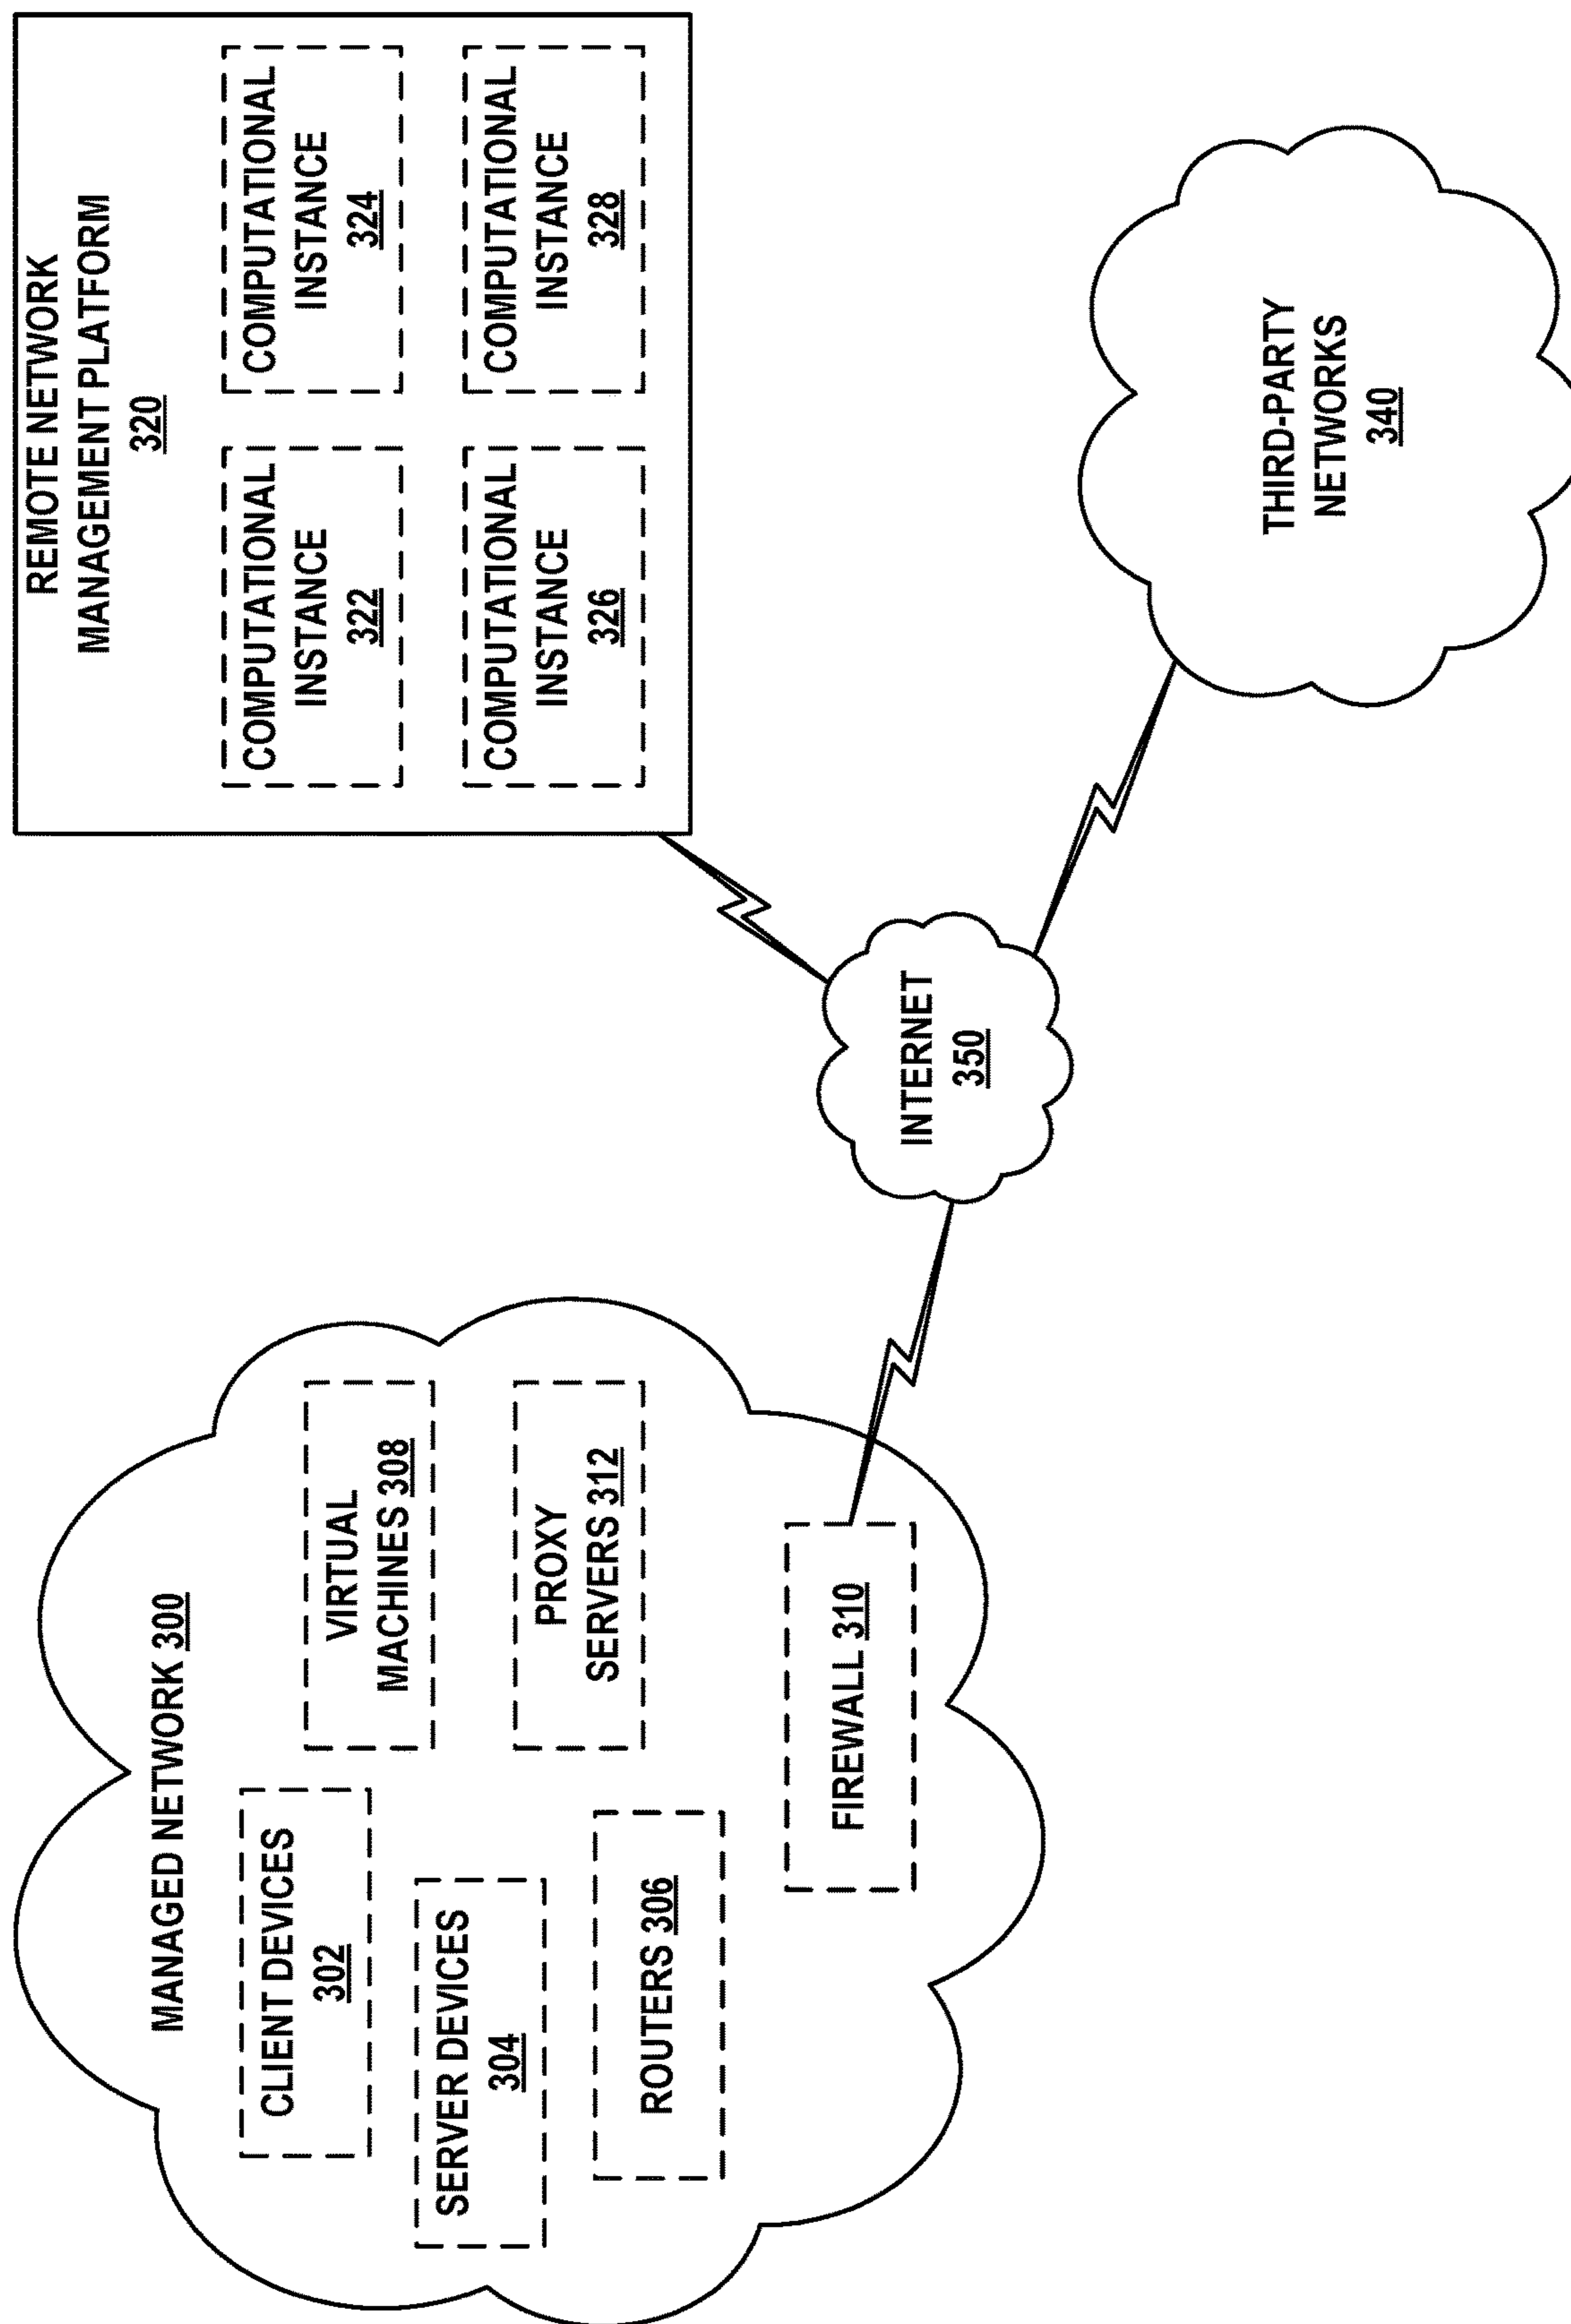 MANAGED NETWORK 300
CLIENT DEVICES
302
SERVER DEVICES
304
ROUTERS 306
VIRTUAL
MACHINES 308
PROXY
SERVERS 312
FIREWALL 310
INTERNET
350
REMOTE NETWORK
MANAGEMENT PLATFORM
320
COMPUTATIONAL
INSTANCE
322
COMPUTATIONAL
INSTANCE
324
COMPUTATIONAL
INSTANCE
326
COMPUTATIONAL
INSTANCE
328
THIRD-PARTY
NETWORKS
340